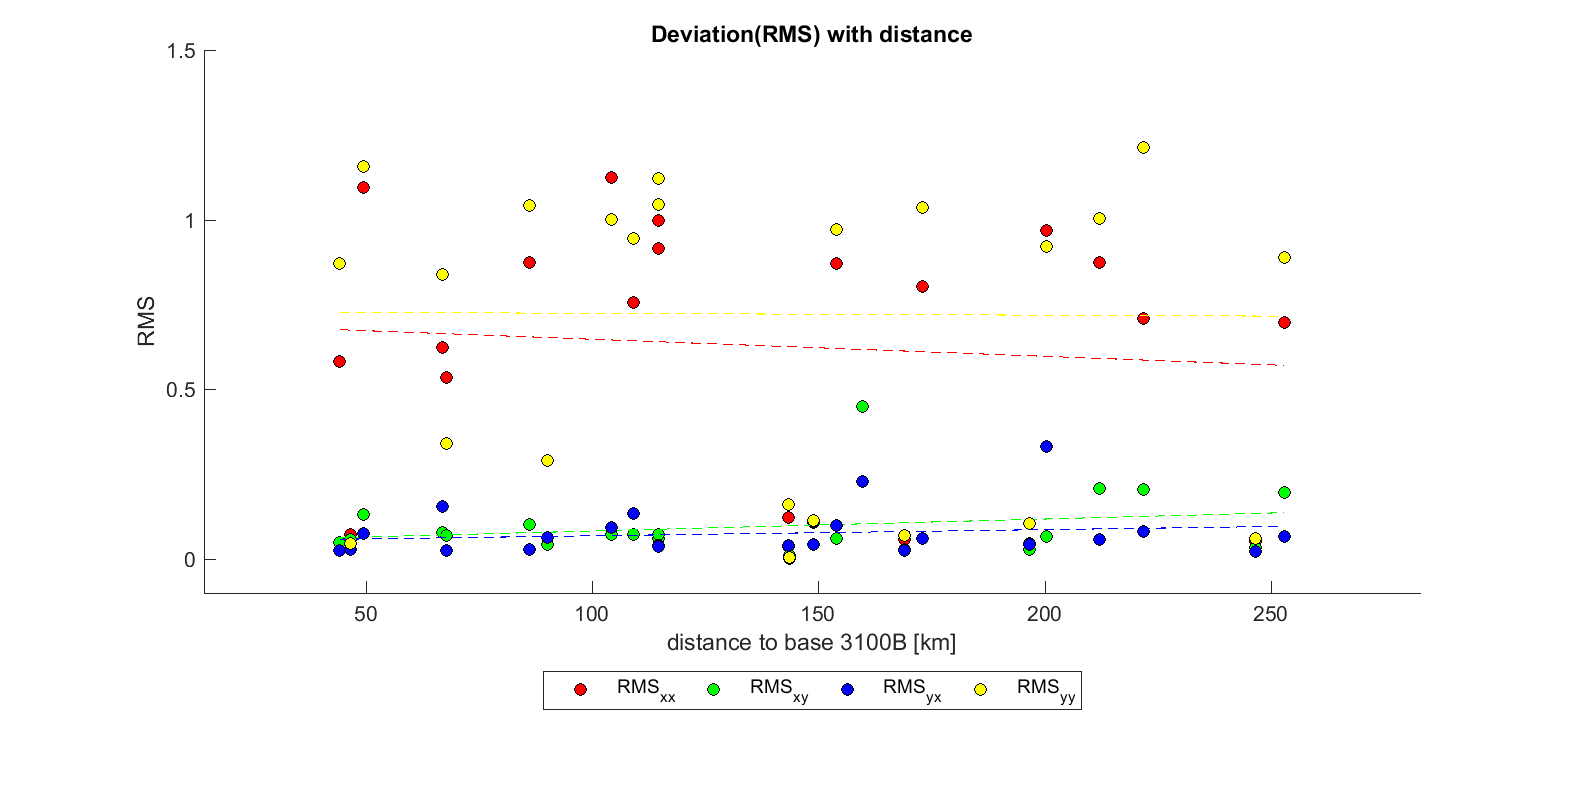 Deviation(RMS) with distance
1.5
1
0.5
0
RMS
50 100 150 200 250
distance to base 3100B [km]
RMSxx RMSxy RMSyx RMSyy